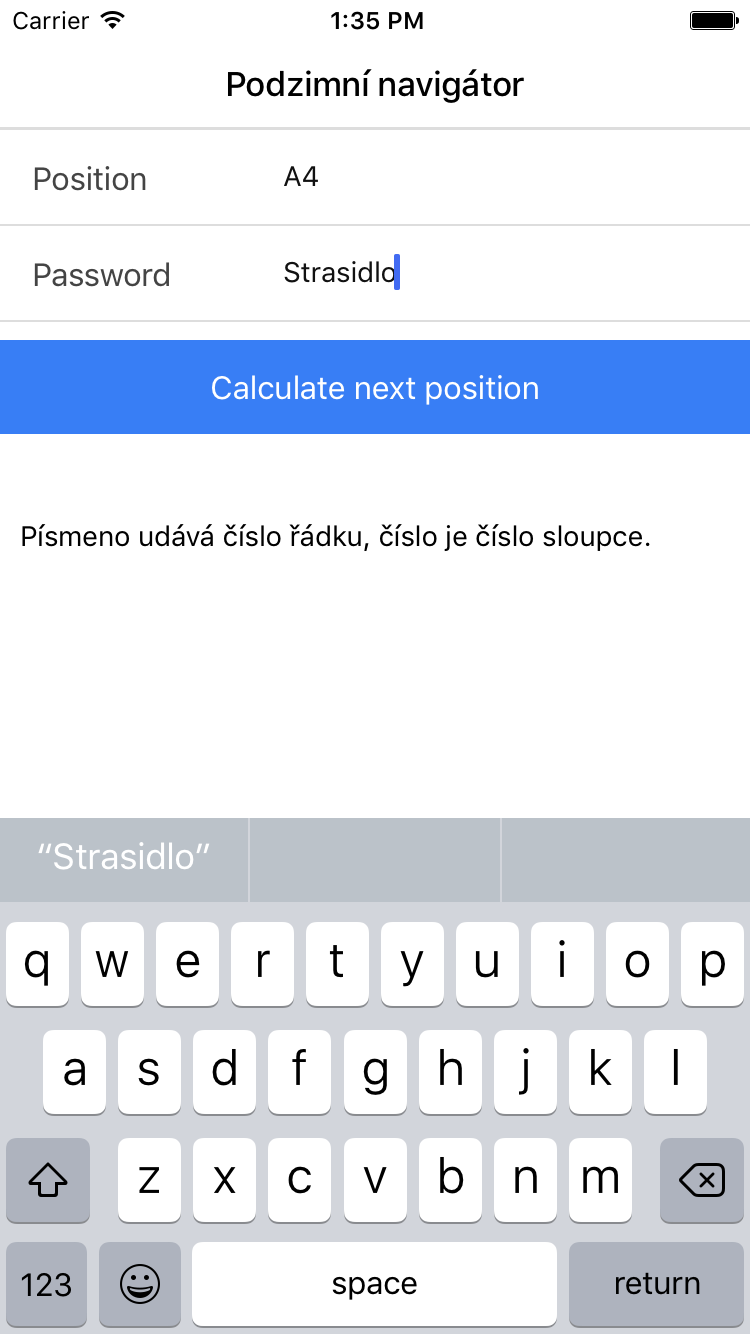 Carrier 1:35 PM
Podzimní navigátor
Position A4
Password Strasidlo
Calculate next position
Písmeno udává číslo řádku, číslo je číslo sloupce.
“Strasidlo”
q w e r t y u i o p
a s d f g h j k l
z x c v b n m
123 space return